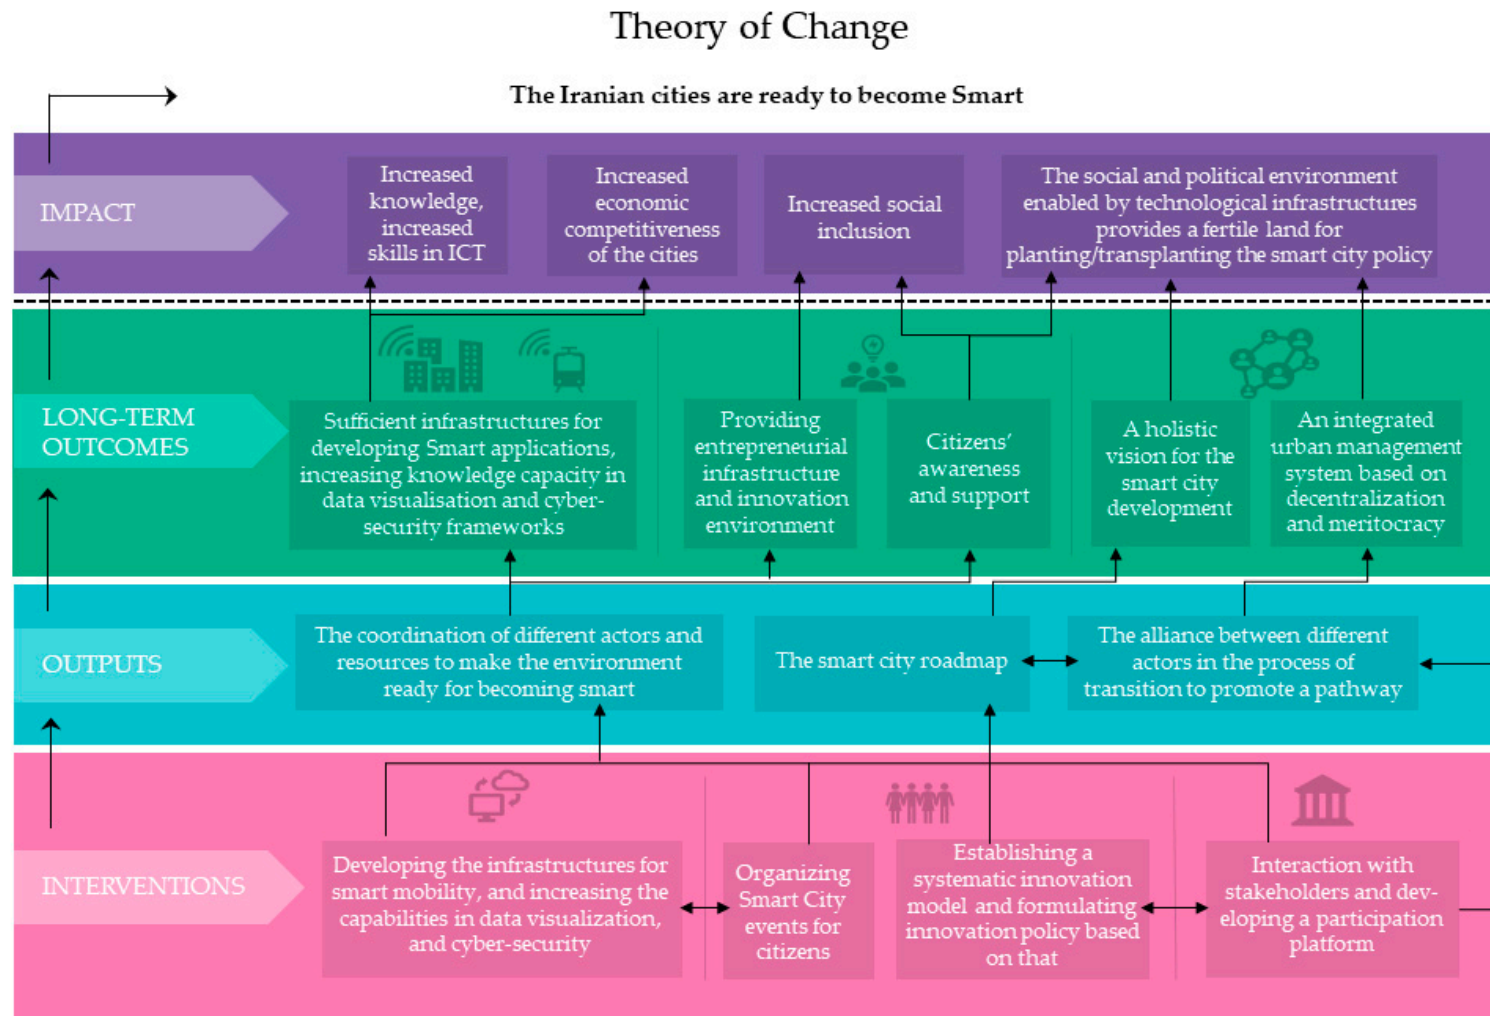 Theory of Change
The Iranian cities are ready to become Smart
IMPACT
Increased
knowledge,
increased
skills in ICT
Increased
economic
competitiveness
of the cities
Increased social
inclusion
The social and political environment
enabled by technological infrastructures
provides a fertile land for
planting/transplanting the smart city policy
LONG-TERM
OUTCOMES
Sufficient infrastructures for
developing Smart applications,
increasing knowledge capacity in
data visualisation and cyber-
security frameworks
Providing
entrepreneurial
infrastructure
and innovation
environment
Citizens'
awareness
and support
A holistic
vision for the
smart city
development
An integrated
urban management
system based on
decentralization
and meritocracy
OUTPUTS
The coordination of different actors and
resources to make the environment
ready for becoming smart
The smart city roadmap
The alliance between different
actors in the process of
transition to promote a pathway
INTERVENTIONS
Developing the infrastructures for
smart mobility, and increasing the
capabilities in data visualization,
and cyber-security
Organizing
Smart City
events for
citizens
Establishing a
systematic innovation
model and formulating
innovation policy based
on that
Interaction with
stakeholders and dev-
eloping a participation
platform